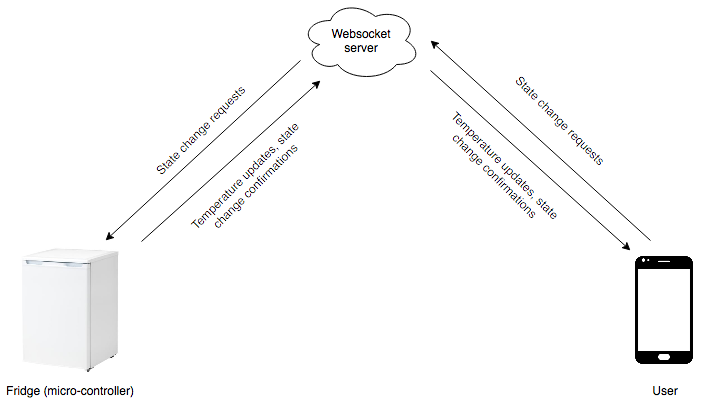 Websocket
server
State change requests
Temperature updates, state
change confirmations
State change requests
Temperature updates, state
change confirmations
Fridge (micro-controller)
User